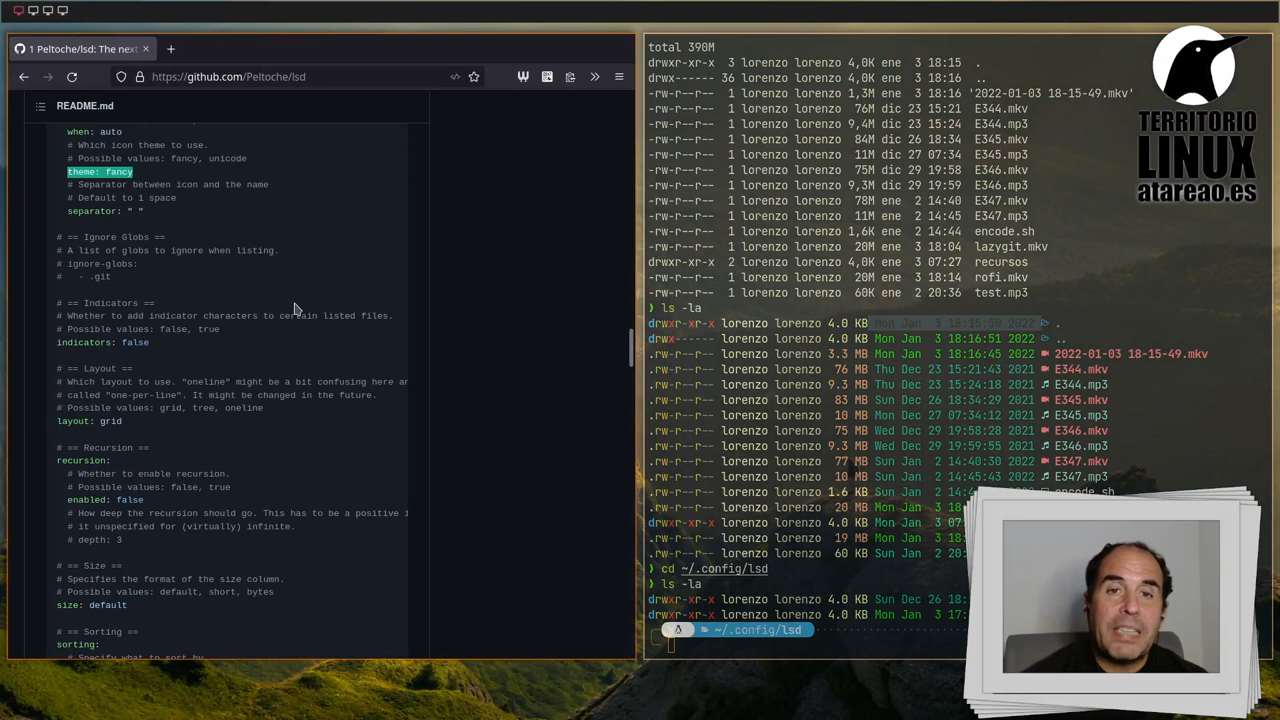 1 Peltoche/lsd: The next
https://github.com/Peltoche/lsd
README.md
when: auto
# Which icon theme to use.
# Possible values: fancy, unicode
theme: fancy
# Separator between icon and the name
# Default to 1 space
separator: " "
# == Ignore Globs ==
# A list of globs to ignore when listing.
# ignore-globs:
#   - .git
# == Indicators ==
# Whether to add indicator characters to certain listed files.
# Possible values: false, true
indicators: false
# == Layout ==
# Which layout to use. "oneline" might be a bit confusing here an
# called "one-per-line". It might be changed in the future.
# Possible values: grid, tree, oneline
layout: grid
# == Recursion ==
recursion:
# Whether to enable recursion.
# Possible values: false, true
enabled: false
# How deep the recursion should go. This has to be a positive i
# it unspecified for (virtually) infinite.
# depth: 3
# == Size ==
# Specifies the format of the size column.
# Possible values: default, short, bytes
size: default
# == Sorting ==
sorting:
# Specify what to sort by.
total 390M
drwxr-xr-x  3 lorenzo lorenzo 4,0K ene  3 18:15  .
drwx------ 36 lorenzo lorenzo 4,0K ene  3 18:16  ..
-rw-r--r--  1 lorenzo lorenzo 1,3M ene  3 18:16 '2022-01-03 18-15-49.mkv'
-rw-r--r--  1 lorenzo lorenzo  76M dic 23 15:21  E344.mkv
-rw-r--r--  1 lorenzo lorenzo 9,4M dic 23 15:24  E344.mp3
-rw-r--r--  1 lorenzo lorenzo  84M dic 26 18:34  E345.mkv
-rw-r--r--  1 lorenzo lorenzo  11M dic 27 07:34  E345.mp3
-rw-r--r--  1 lorenzo lorenzo  75M dic 29 19:58  E346.mkv
-rw-r--r--  1 lorenzo lorenzo 9,3M dic 29 19:59  E346.mp3
-rw-r--r--  1 lorenzo lorenzo  78M ene  2 14:40  E347.mkv
-rw-r--r--  1 lorenzo lorenzo  11M ene  2 14:45  E347.mp3
-rw-r--r--  1 lorenzo lorenzo 1,6K ene  2 14:44  encode.sh
-rw-r--r--  1 lorenzo lorenzo  20M ene  3 18:04  lazygit.mkv
drwxr-xr-x  2 lorenzo lorenzo 4,0K ene  3 07:27  recursos
-rw-r--r--  1 lorenzo lorenzo  20M ene  3 18:14  rofi.mkv
-rw-r--r--  1 lorenzo lorenzo  60K ene  2 20:36  test.mp3
❯ ls -la
drwxr-xr-x lorenzo lorenzo 4.0 KB Mon Jan  3 18:15:50 2022 .
drwx------ lorenzo lorenzo 4.0 KB Mon Jan  3 18:16:51 2022 ..
.rw-r--r-- lorenzo lorenzo 3.3 MB Mon Jan  3 18:16:45 2022 2022-01-03 18-15-49.mkv
.rw-r--r-- lorenzo lorenzo  76 MB Thu Dec 23 15:21:43 2021 E344.mkv
.rw-r--r-- lorenzo lorenzo 9.3 MB Thu Dec 23 15:24:18 2021 E344.mp3
.rw-r--r-- lorenzo lorenzo  83 MB Sun Dec 26 18:34:29 2021 E345.mkv
.rw-r--r-- lorenzo lorenzo  10 MB Mon Dec 27 07:34:12 2021 E345.mp3
.rw-r--r-- lorenzo lorenzo  75 MB Wed Dec 29 19:58:28 2021 E346.mkv
.rw-r--r-- lorenzo lorenzo 9.3 MB Wed Dec 29 19:59:55 2021 E346.mp3
.rw-r--r-- lorenzo lorenzo  77 MB Sun Jan  2 14:40:30 2022 E347.mkv
.rw-r--r-- lorenzo lorenzo  10 MB Sun Jan  2 14:45:43 2022 E347.mp3
.rw-r--r-- lorenzo lorenzo 1.6 KB Sun Jan  2 14:4 encode.sh
.rw-r--r-- lorenzo lorenzo  20 MB Mon Jan  3 18
drwxr-xr-x lorenzo lorenzo 4.0 KB Mon Jan  3 07
.rw-r--r-- lorenzo lorenzo  19 MB Mon Jan  3 18
.rw-r--r-- lorenzo lorenzo  60 KB Sun Jan  2 20
❯ cd ~/.config/lsd
❯ ls -la
drwxr-xr-x lorenzo lorenzo 4.0 KB Sun Dec 26 18
drwxr-xr-x lorenzo lorenzo 4.0 KB Mon Jan  3 17
~/.config/lsd
TERRITORIO
LINUX
atareao.es